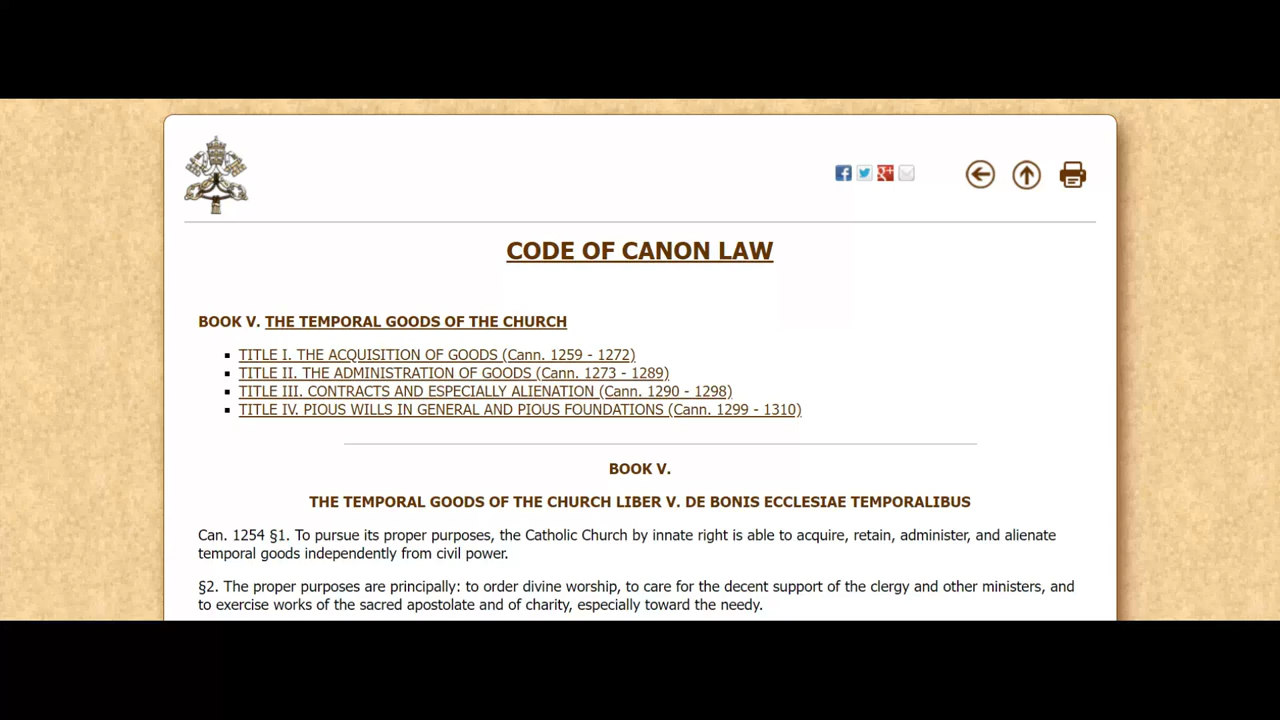 CODE OF CANON LAW
BOOK V. THE TEMPORAL GOODS OF THE CHURCH
TITLE I. THE ACQUISITION OF GOODS (Cann. 1259 - 1272)
TITLE II. THE ADMINISTRATION OF GOODS (Cann. 1273 - 1289)
TITLE III. CONTRACTS AND ESPECIALLY ALIENATION (Cann. 1290 - 1298)
TITLE IV. PIOUS WILLS IN GENERAL AND PIOUS FOUNDATIONS (Cann. 1299 - 1310)
BOOK V.
THE TEMPORAL GOODS OF THE CHURCH LIBER V. DE BONIS ECCLESIAE TEMPORALIBUS
Can. 1254 §1. To pursue its proper purposes, the Catholic Church by innate right is able to acquire, retain, administer, and alienate
temporal goods independently from civil power.
§2. The proper purposes are principally: to order divine worship, to care for the decent support of the clergy and other ministers, and
to exercise works of the sacred apostolate and of charity, especially toward the needy.